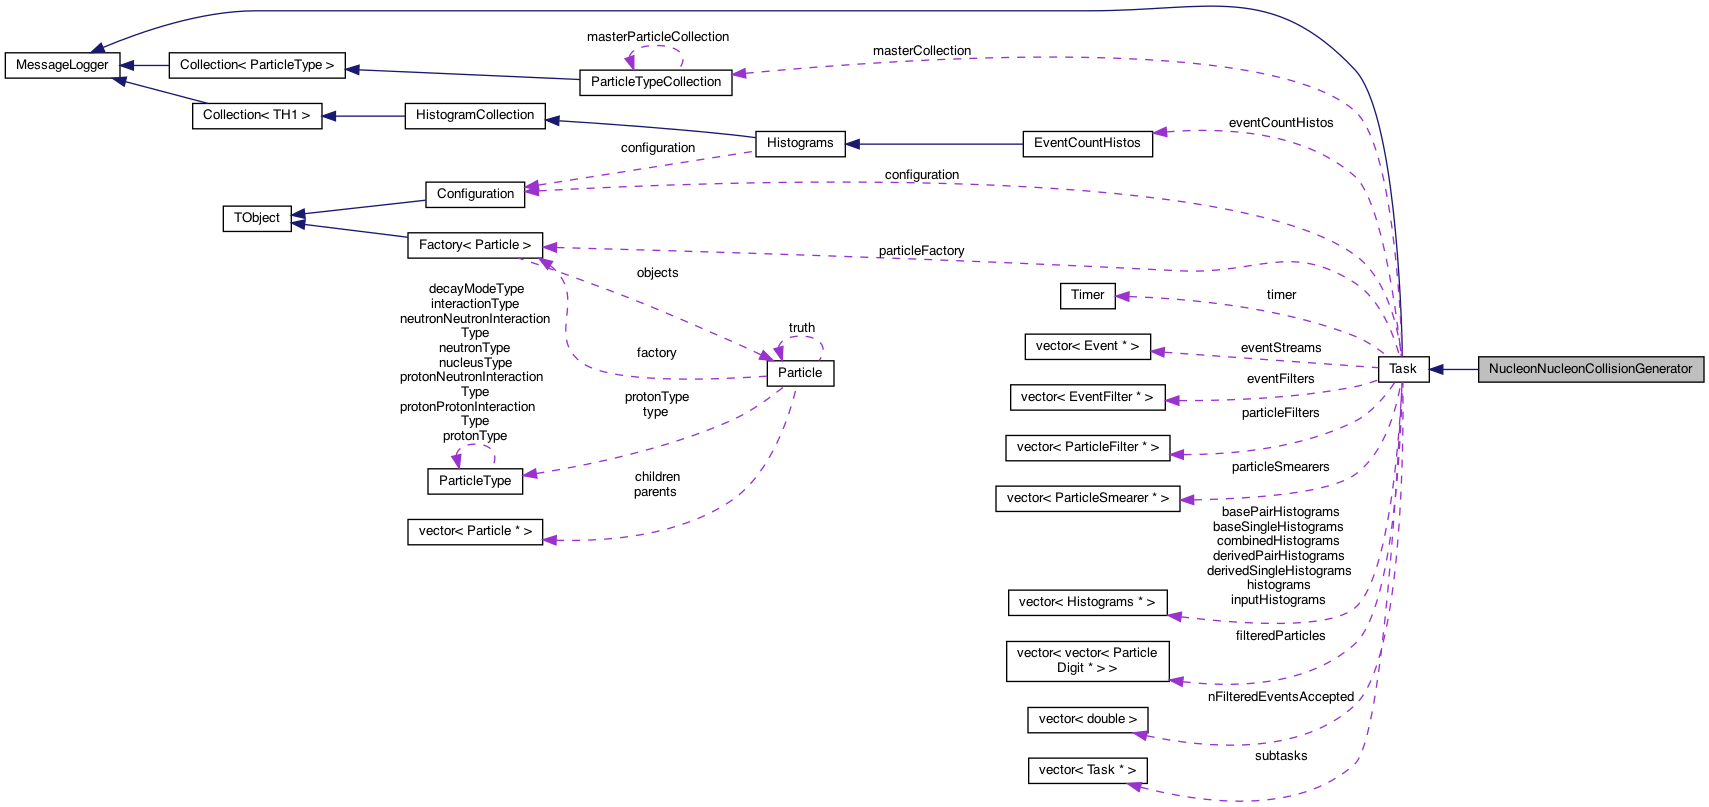 masterParticleCollection
masterCollection
MessageLogger
Collection< ParticleType >
ParticleTypeCollection
Collection< TH1 >
HistogramCollection
eventCountHistos
Histograms
EventCountHistos
configuration
configuration
Configuration
TObject
Factory< Particle >
particleFactory
objects
decayModeType
interactionType
neutronNeutronInteraction
Type
neutronType
nucleusType
protonNeutronInteraction
Type
protonProtonInteraction
Type
protonType
Timer
timer
truth
factory
Particle
vector< Event * >
eventStreams
Task
NucleonNucleonCollisionGenerator
eventFilters
vector< EventFilter * >
protonType
type
particleFilters
vector< ParticleFilter * >
particleSmearers
ParticleType
children
parents
vector< ParticleSmearer * >
vector< Particle * >
basePairHistograms
baseSingleHistograms
combinedHistograms
derivedPairHistograms
derivedSingleHistograms
histograms
inputHistograms
vector< Histograms * >
filteredParticles
vector< vector< Particle
Digit * > >
nFilteredEventsAccepted
vector< double >
subtasks
vector< Task * >